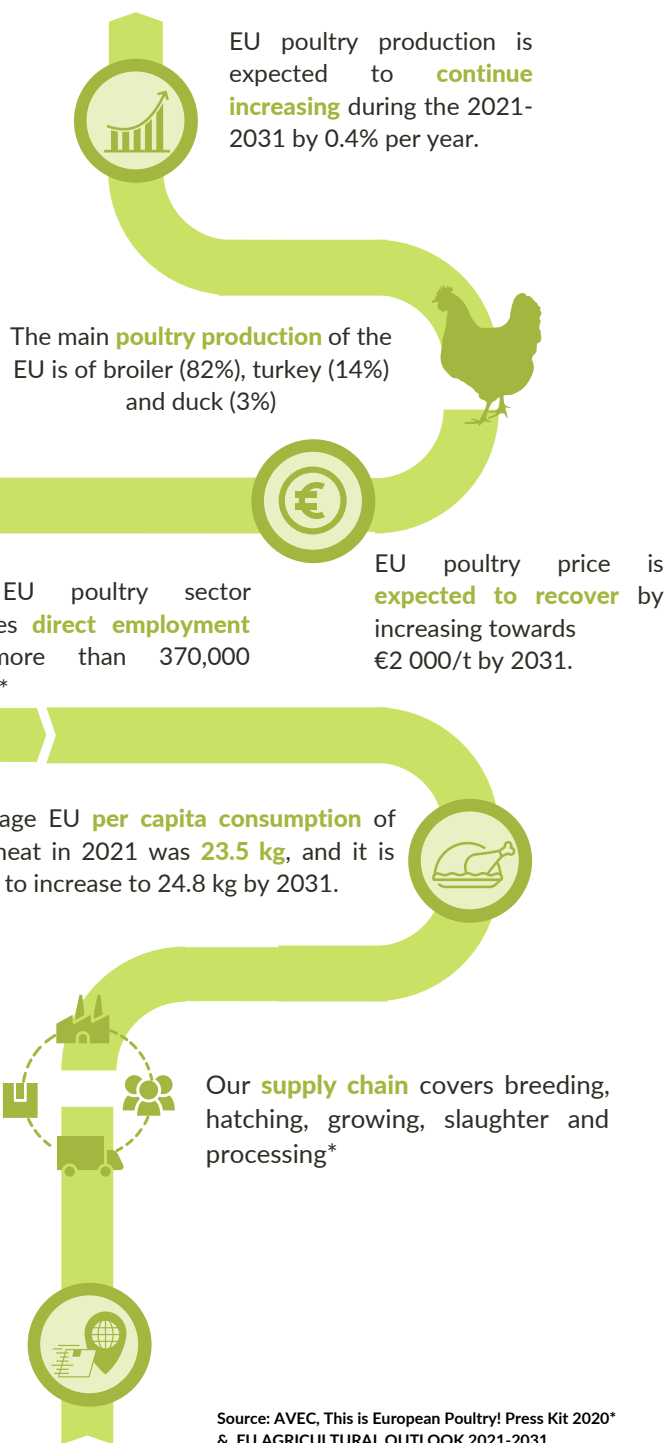 EU poultry production is
expected to continue
increasing during the 2021-
2031 by 0.4% per year.
The main poultry production of the
EU is of broiler (82%), turkey (14%)
and duck (3%)
EU poultry price is
expected to recover by
increasing towards
€2 000/t by 2031.
EU poultry sector
direct employment
than 370,000
*
EU per capita consumption of
in 2021 was 23.5 kg, and it is
to increase to 24.8 kg by 2031.
Our supply chain covers breeding,
hatching, growing, slaughter and
processing*
Source: AVEC, This is European Poultry! Press Kit 2020*
& EU AGRICULTURAL OUTLOOK 2021-2031